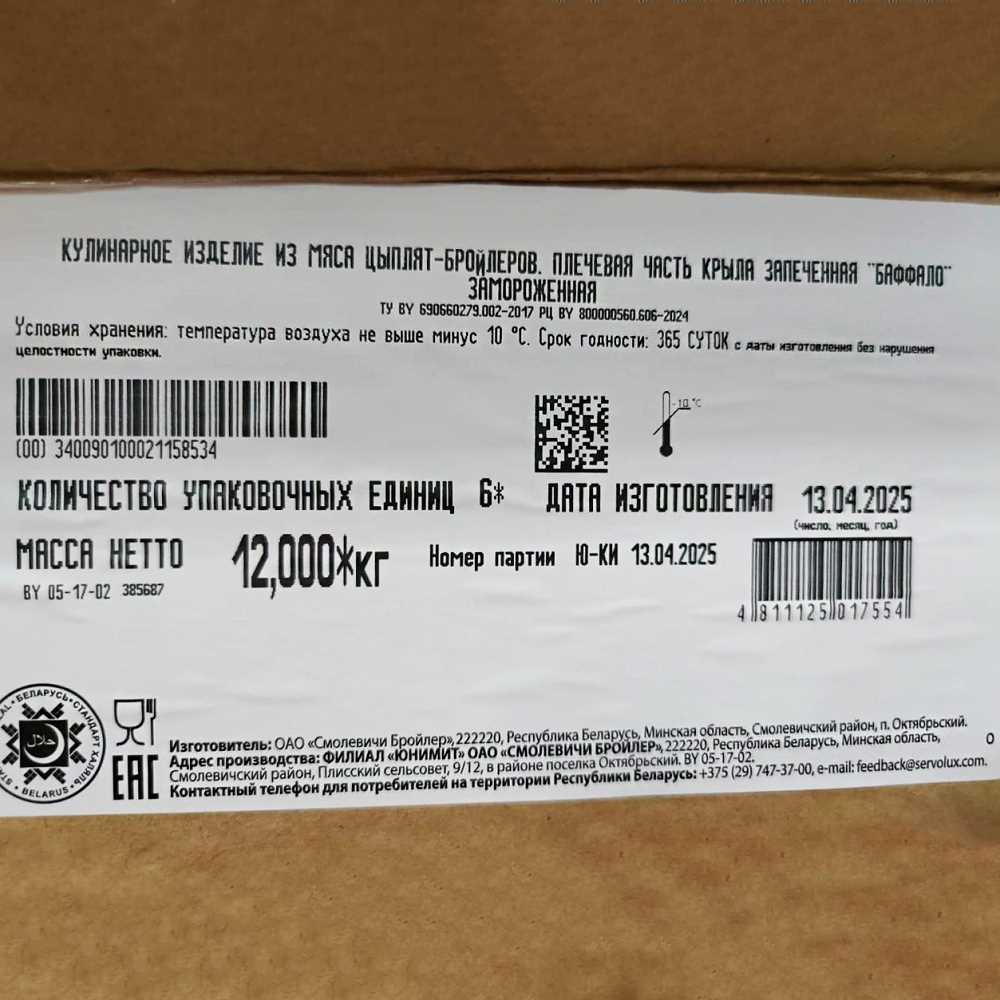 КУЛИНАРНОЕ ИЗДЕЛИЕ ИЗ МЯСА ЦЫПЛЯТ-БРОЙЛЕРОВ. ПЛЕЧЕВАЯ ЧАСТЬ КРЫЛА ЗАПЕЧЕННАЯ "БАФФАЛО"
ЗАМОРОЖЕННАЯ
ТУ BY 690660279.002-2017 РЦ BY 800000560.606-2024
Условия хранения: температура воздуха не выше минус 10 °С. Срок годности: 365 СУТОК с даты изготовления без нарушения
целостности упаковки.
-10 °C
(00) 340090100021158534
КОЛИЧЕСТВО УПАКОВОЧНЫХ ЕДИНИЦ 6* ДАТА ИЗГОТОВЛЕНИЯ 13.04.2025
(число, месяц, год)
МАССА НЕТТО 12,000*кг Номер партии Ю-КИ 13.04.2025
BY 05-17-02 385687
4 811125 017554
БЕЛАРУСЬ • СТАНДАРТ ХАЛЯЛЬ • BELARUS
حلال
EAC
Изготовитель: ОАО «Смолевичи Бройлер», 222220, Республика Беларусь, Минская область, Смолевичский район, п. Октябрьский.
Адрес производства: ФИЛИАЛ «ЮНИМИТ» ОАО «СМОЛЕВИЧИ БРОЙЛЕР», 222220, Республика Беларусь, Минская область,
Смолевичский район, Плисский сельсовет, 9/12, в районе поселка Октябрьский. BY 05-17-02.
Контактный телефон для потребителей на территории Республики Беларусь: +375 (29) 747-37-00, e-mail: feedback@servolux.com.